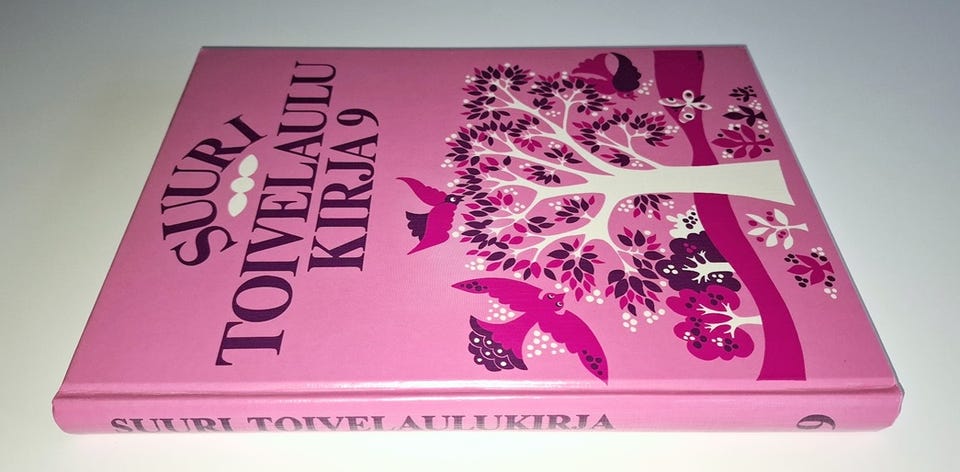 SUURI
TOIVELAULU
KIRJA 9
SUURI TOIVELAULUKIRJA 9